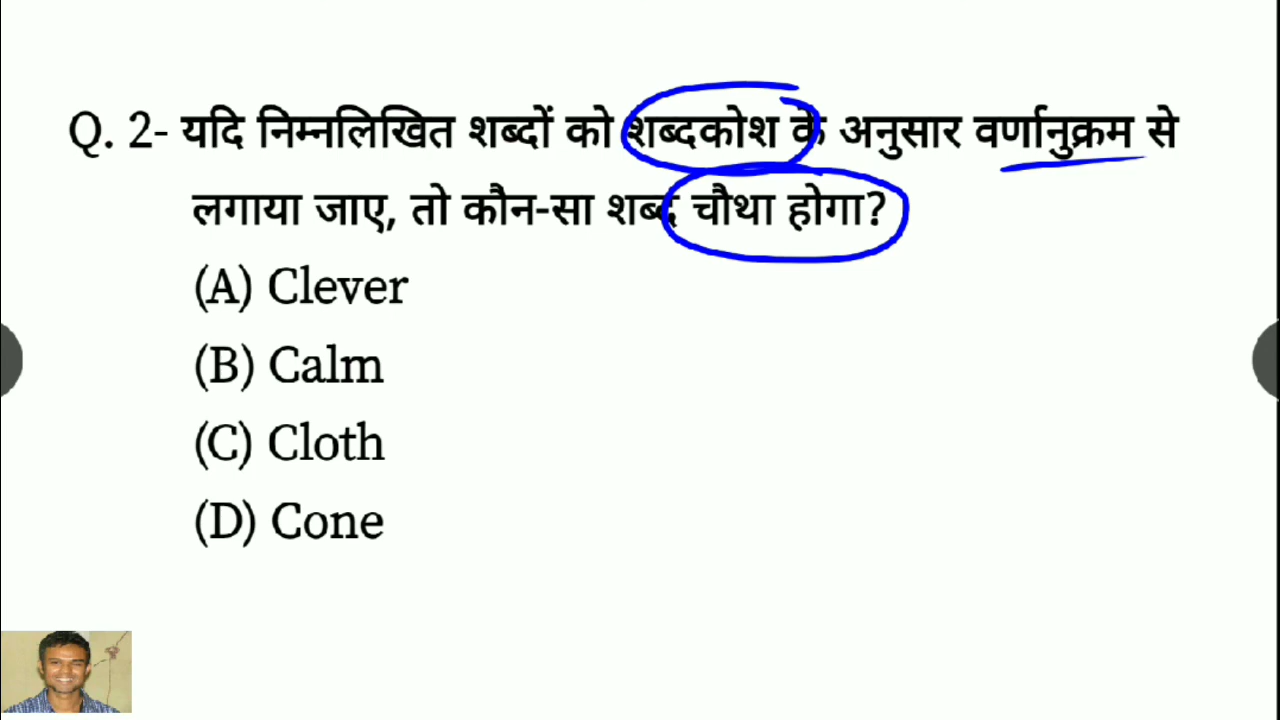 Q. 2- यदि निम्नलिखित शब्दों को शब्दकोश के अनुसार वर्णानुक्रम से
लगाया जाए, तो कौन-सा शब्द चौथा होगा?
(A) Clever
(B) Calm
(C) Cloth
(D) Cone